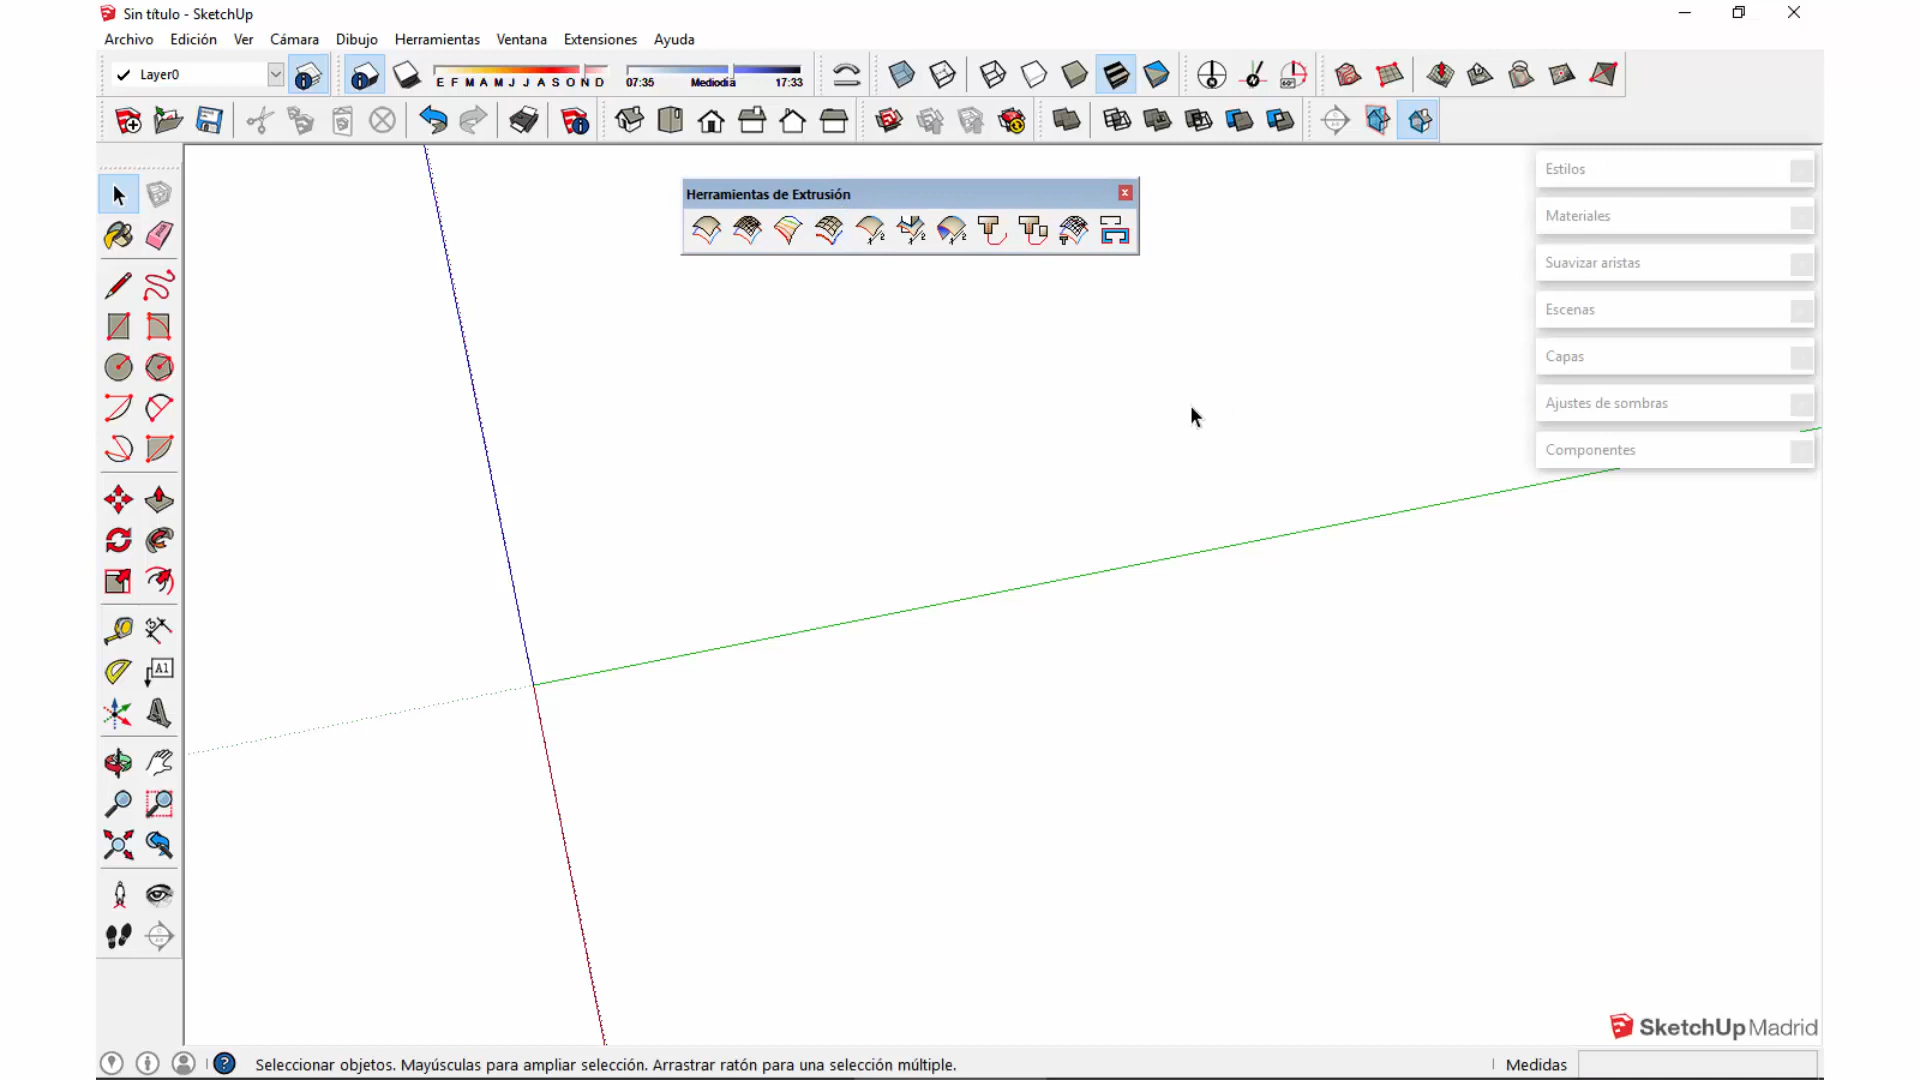 Sin título - SketchUp
Archivo Edición Ver Cámara Dibujo Herramientas Ventana Extensiones Ayuda
Layer0
E F M A M J J A S O N D
07:35 Mediodía 17:33
Herramientas de Extrusión
Estilos
Materiales
Suavizar aristas
Escenas
Capas
Ajustes de sombras
Componentes
A1
SketchUp Madrid
Seleccionar objetos. Mayúsculas para ampliar selección. Arrastrar ratón para una selección múltiple.
Medidas